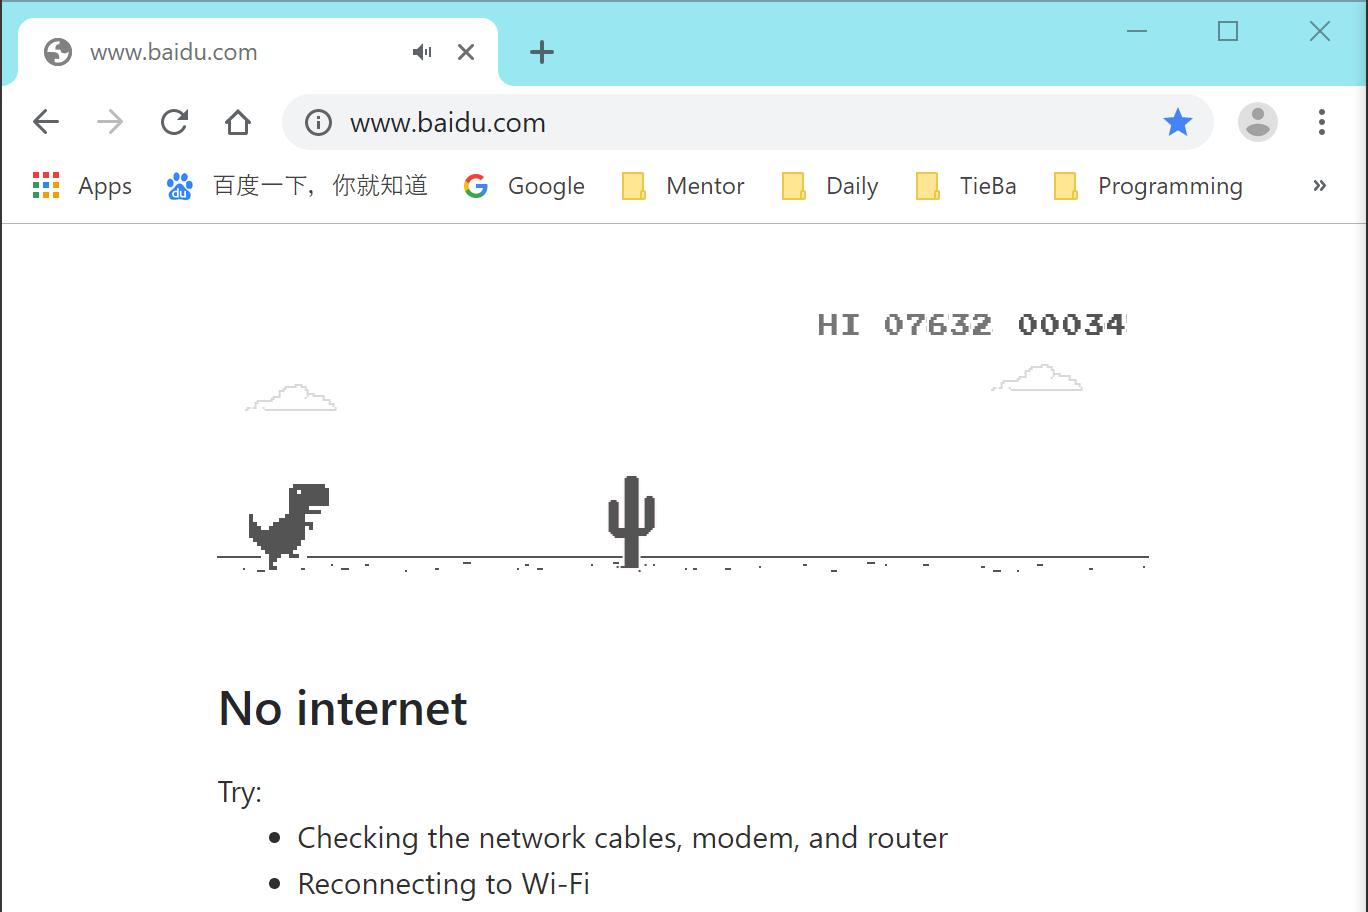 www.baidu.com
www.baidu.com
Apps du 百度一下，你就知道 Google Mentor Daily TieBa Programming »
HI 07632 00034
No internet
Try:
• Checking the network cables, modem, and router
• Reconnecting to Wi-Fi